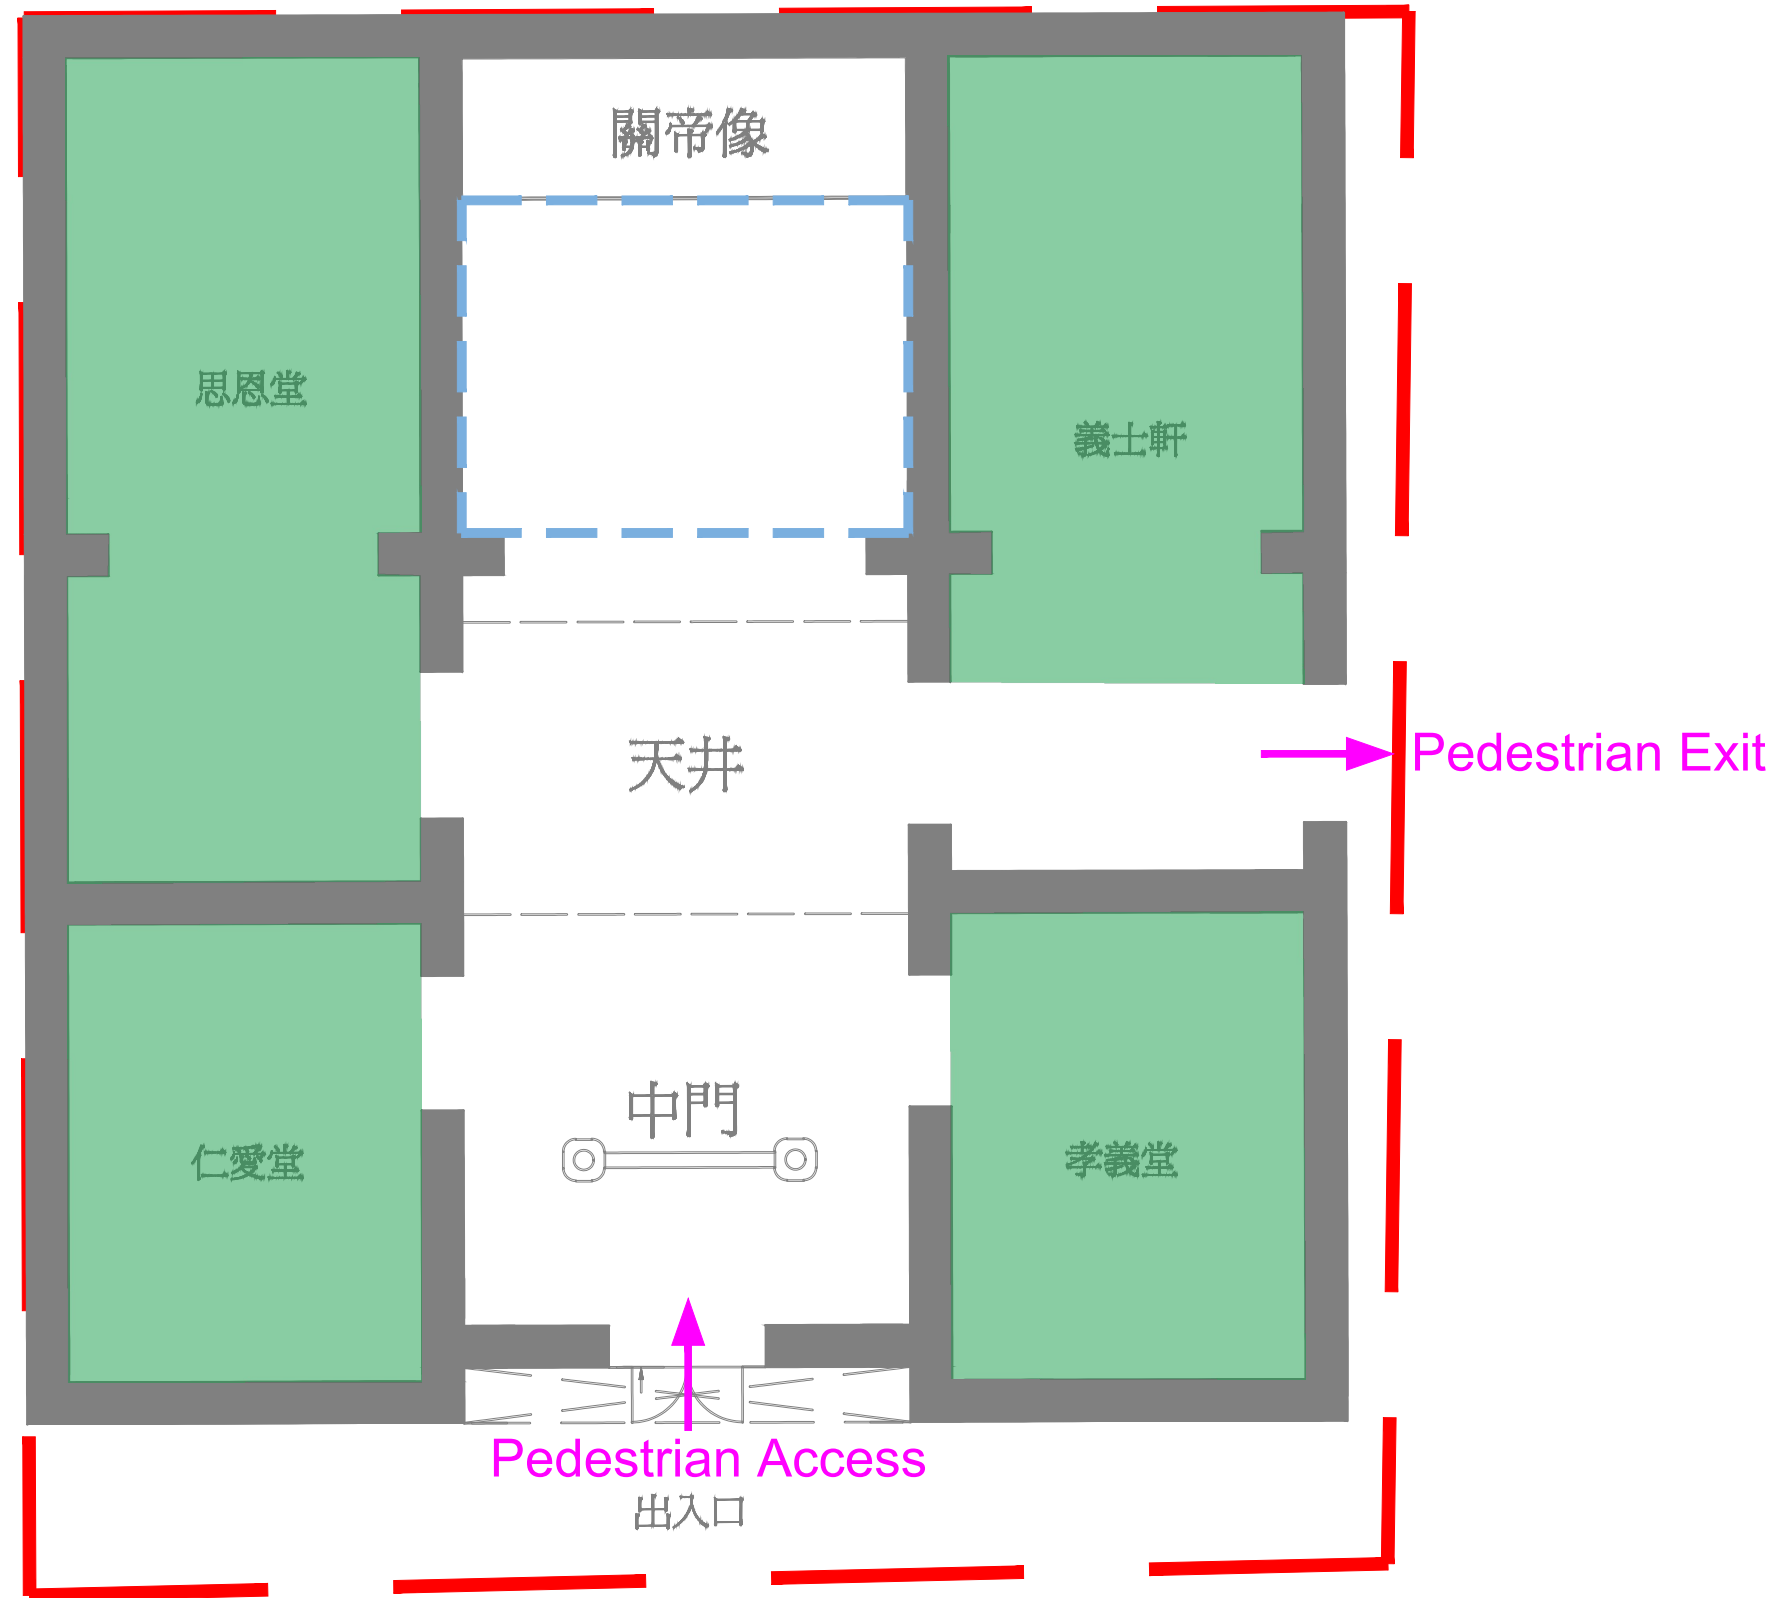 關帝像
思恩堂
義士軒
天井
Pedestrian Exit
中門
仁愛堂
孝義堂
Pedestrian Access
出入口